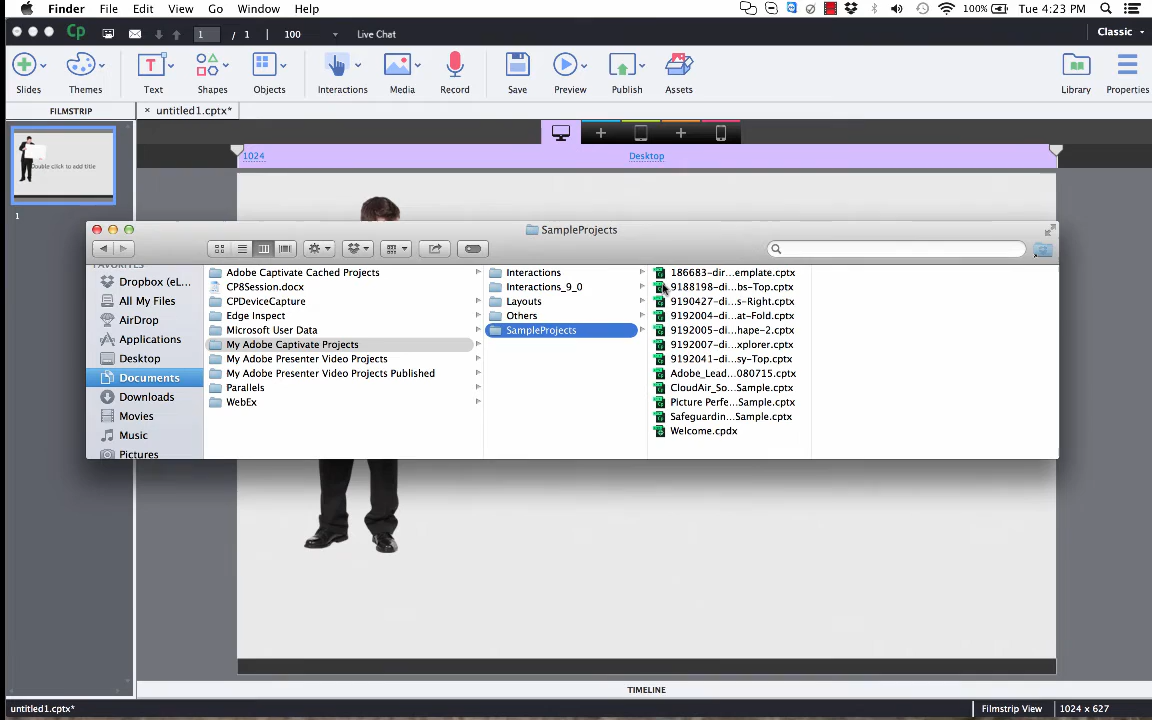 Finder File Edit View Go Window Help 100% Tue 4:23 PM
Cp 1 / 1 100 Live Chat Classic
Slides Themes Text Shapes Objects Interactions Media Record Save Preview Publish Assets Library Properties
FILMSTRIP × untitled1.cptx*
1024 Desktop
Double click to add title
1
SampleProjects
FAVORITES
Dropbox (eL...
All My Files
AirDrop
Applications
Desktop
Documents
Downloads
Movies
Music
Pictures
Adobe Captivate Cached Projects
CP8Session.docx
CPDeviceCapture
Edge Inspect
Microsoft User Data
My Adobe Captivate Projects
My Adobe Presenter Video Projects
My Adobe Presenter Video Projects Published
Parallels
WebEx
Interactions
Interactions_9_0
Layouts
Others
SampleProjects
186683-dir...emplate.cptx
9188198-di...bs-Top.cptx
9190427-di...s-Right.cptx
9192004-di...at-Fold.cptx
9192005-di...hape-2.cptx
9192007-di...xplorer.cptx
9192041-di...sy-Top.cptx
Adobe_Lead...080715.cptx
CloudAir_So...Sample.cptx
Picture Perfe...Sample.cptx
Safeguardin...Sample.cptx
Welcome.cpdx
TIMELINE
untitled1.cptx* Filmstrip View 1024 x 627